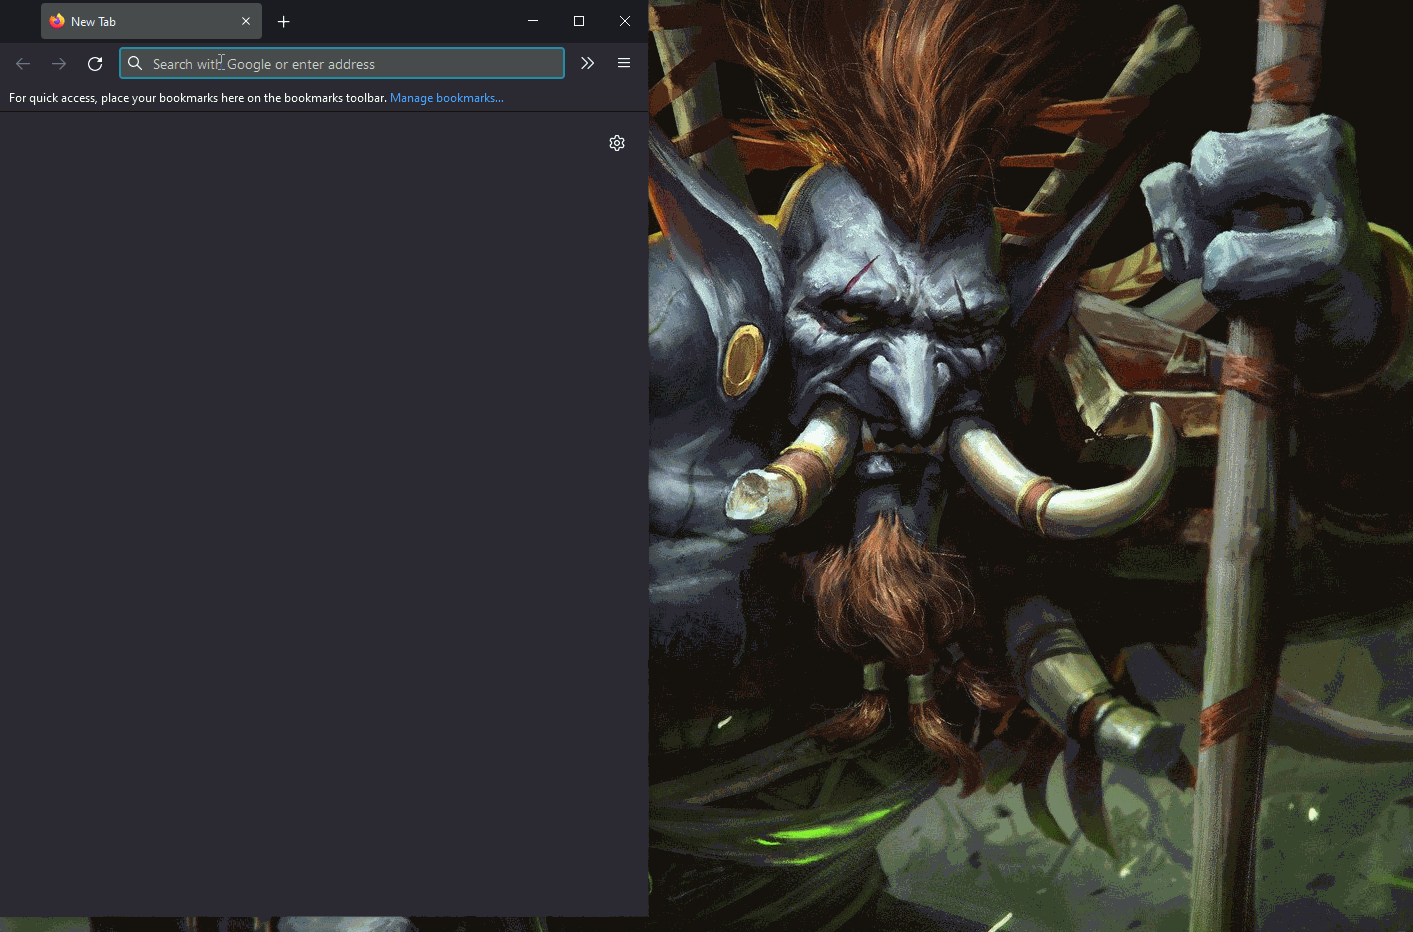 New Tab
Search with Google or enter address
For quick access, place your bookmarks here on the bookmarks toolbar. Manage bookmarks...